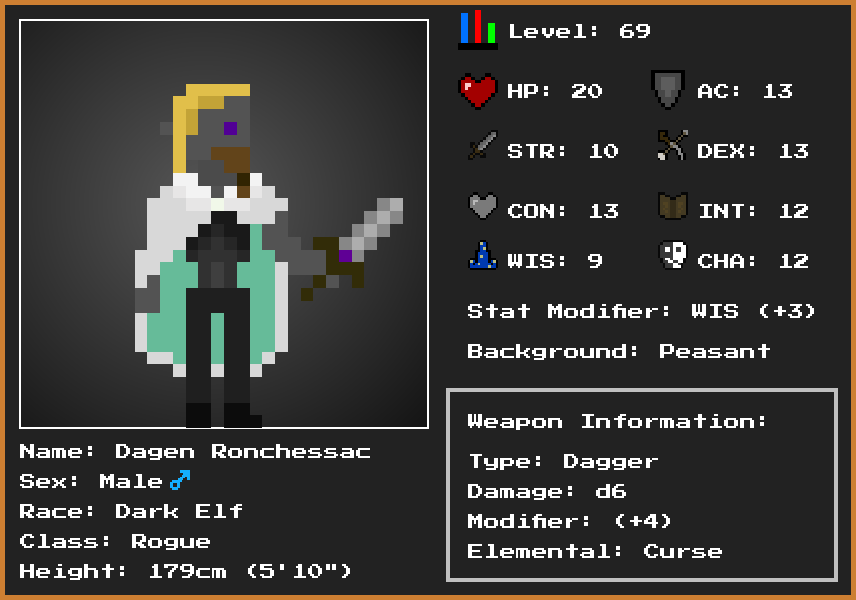 Level: 69
HP: 20
AC: 13
STR: 10
DEX: 13
CON: 13
INT: 12
WIS: 9
CHA: 12
Stat Modifier: WIS (+3)
Background: Peasant
Weapon Information:
Type: Dagger
Damage: d6
Modifier: (+4)
Elemental: Curse
Name: Dagen Ronchessac
Sex: Male♂
Race: Dark Elf
Class: Rogue
Height: 179cm (5'10")